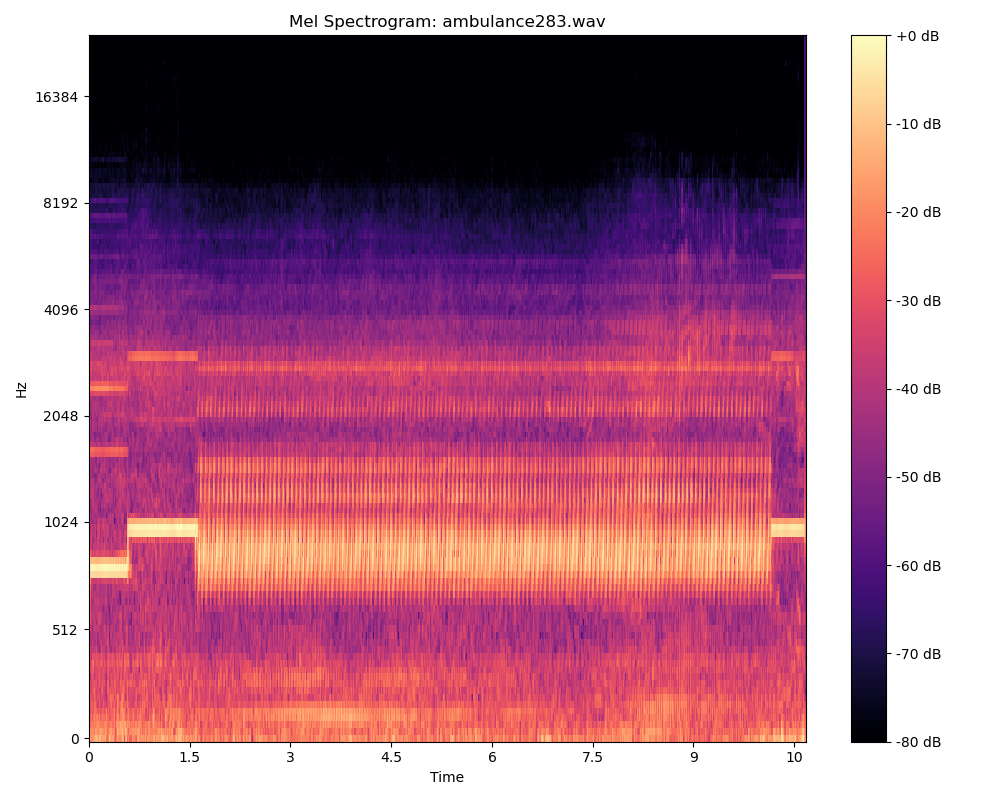 Mel Spectrogram: ambulance283.wav
+0 dB
16384
-10 dB
-20 dB
8192
-30 dB
4096
Hz
-40 dB
2048
-50 dB
1024
-60 dB
512
-70 dB
0
-80 dB
0 1.5 3 4.5 6 7.5 9 10
Time